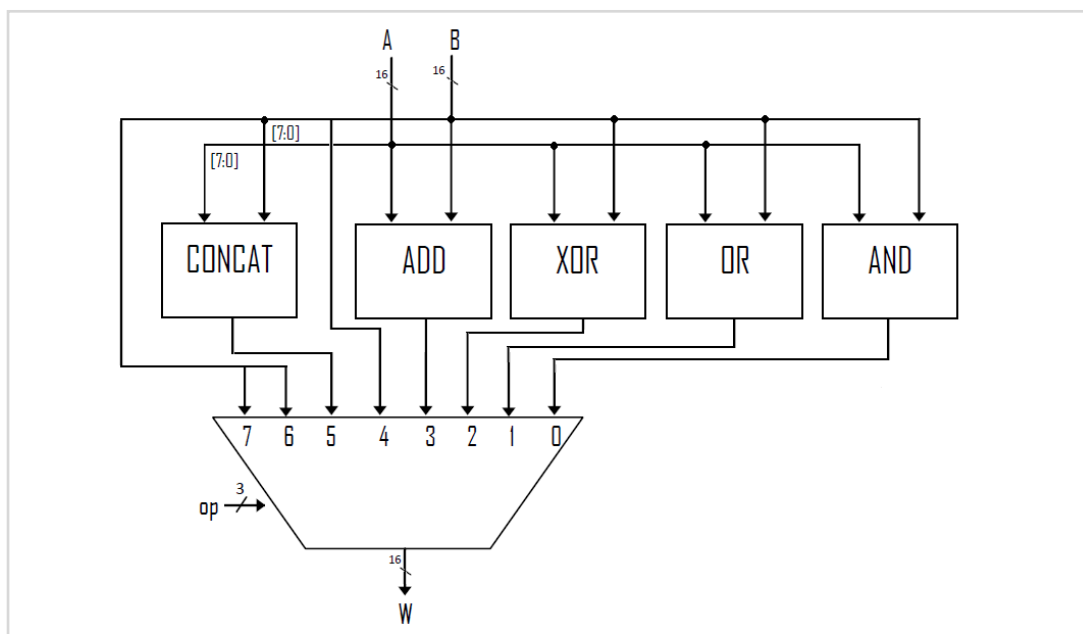 A B
16 16
[7:0]
[7:0]
CONCAT ADD XOR OR AND
7 6 5 4 3 2 1 0
3
op
16
W